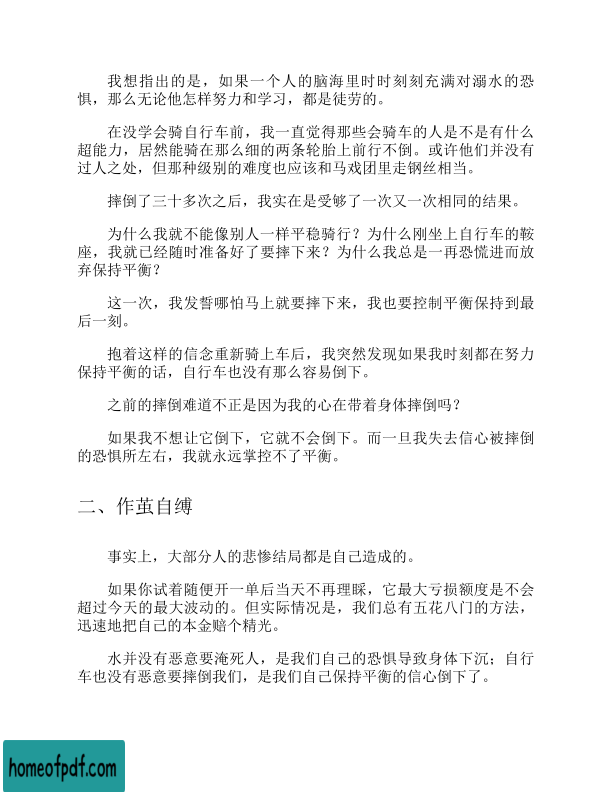 我想指出的是，如果一个人的脑海里时时刻刻充满对溺水的恐
惧，那么无论他怎样努力和学习，都是徒劳的。
在没学会骑自行车前，我一直觉得那些会骑车的人是不是有什么
超能力，居然能骑在那么细的两条轮胎上前行不倒。或许他们并没有
过人之处，但那种级别的难度也应该和马戏团里走钢丝相当。
摔倒了三十多次之后，我实在是受够了一次又一次相同的结果。
为什么我就不能像别人一样平稳骑行？为什么刚坐上自行车的鞍
座，我就已经随时准备好了要摔下来？为什么我总是一再恐慌进而放
弃保持平衡？
这一次，我发誓哪怕马上就要摔下来，我也要控制平衡保持到最
后一刻。
抱着这样的信念重新骑上车后，我突然发现如果我时刻都在努力
保持平衡的话，自行车也没有那么容易倒下。
之前的摔倒难道不正是因为我的心在带着身体摔倒吗？
如果我不想让它倒下，它就不会倒下。而一旦我失去信心被摔倒
的恐惧所左右，我就永远掌控不了平衡。
二、作茧自缚
事实上，大部分人的悲惨结局都是自己造成的。
如果你试着随便开一单后当天不再理睬，它最大亏损额度是不会
超过今天的最大波动的。但实际情况是，我们总有五花八门的方法，
迅速地把自己的本金赔个精光。
水并没有恶意要淹死人，是我们自己的恐惧导致身体下沉；自行
车也没有恶意要摔倒我们，是我们自己保持平衡的信心倒下了。
homeofpdf.com